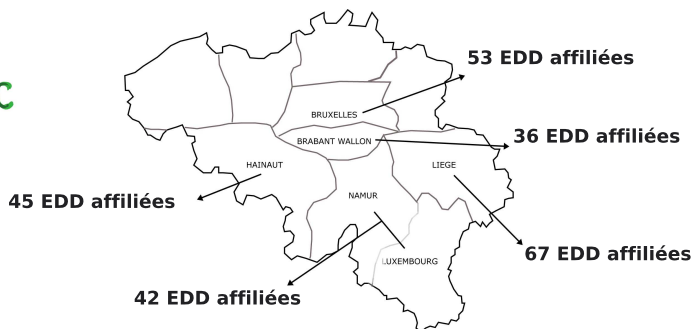 C
53 EDD affiliées
BRUXELLES
36 EDD affiliées
BRABANT WALLON
HAINAUT
LIEGE
45 EDD affiliées
NAMUR
67 EDD affiliées
LUXEMBOURG
42 EDD affiliées